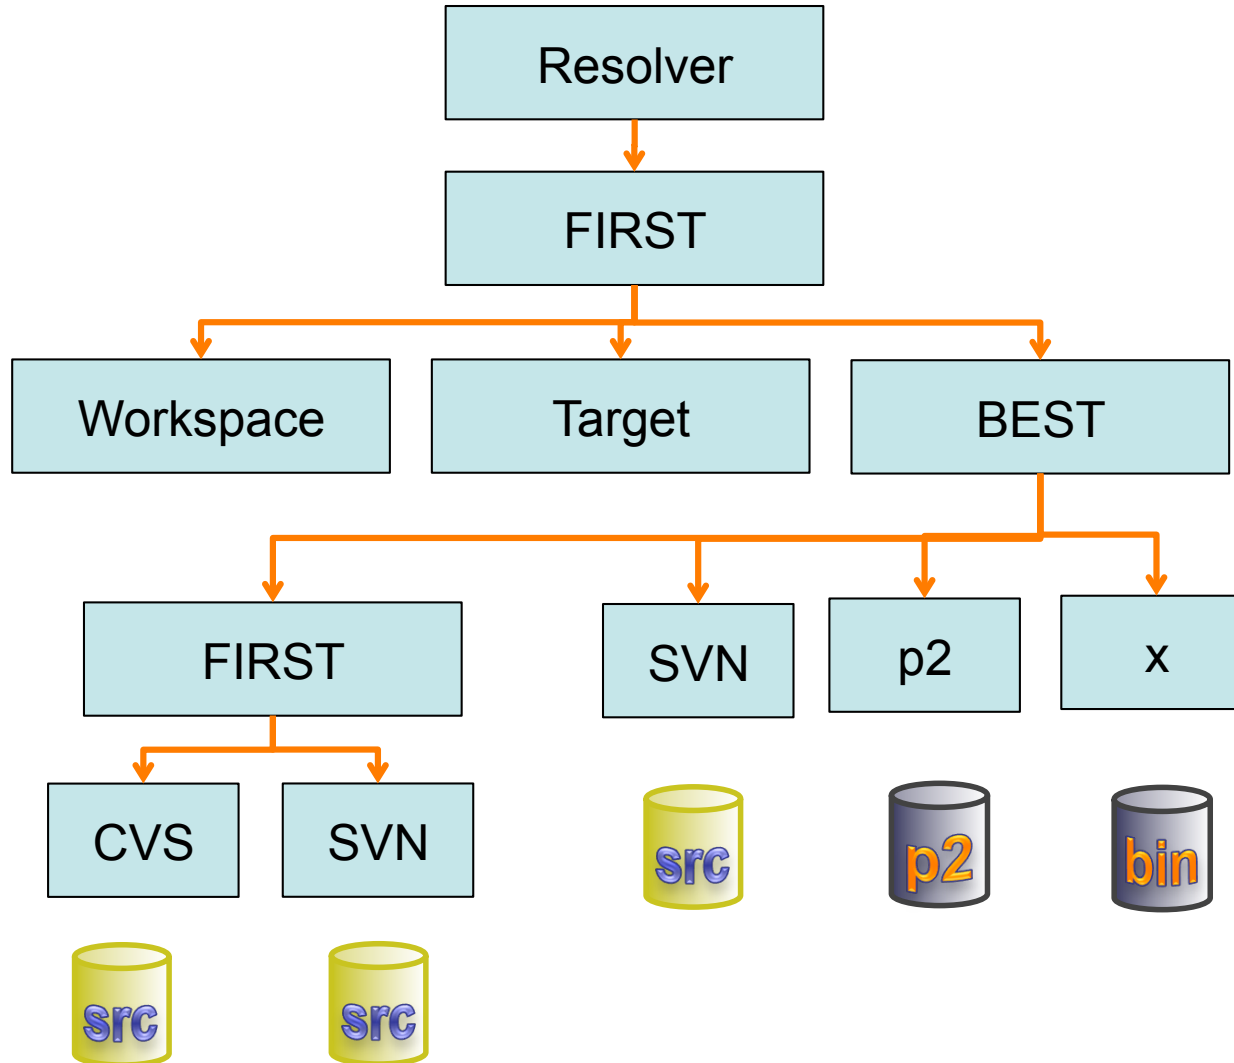 Resolver
FIRST
Workspace
Target
BEST
FIRST
SVN
p2
x
CVS
SVN
src
p2
bin
src
src